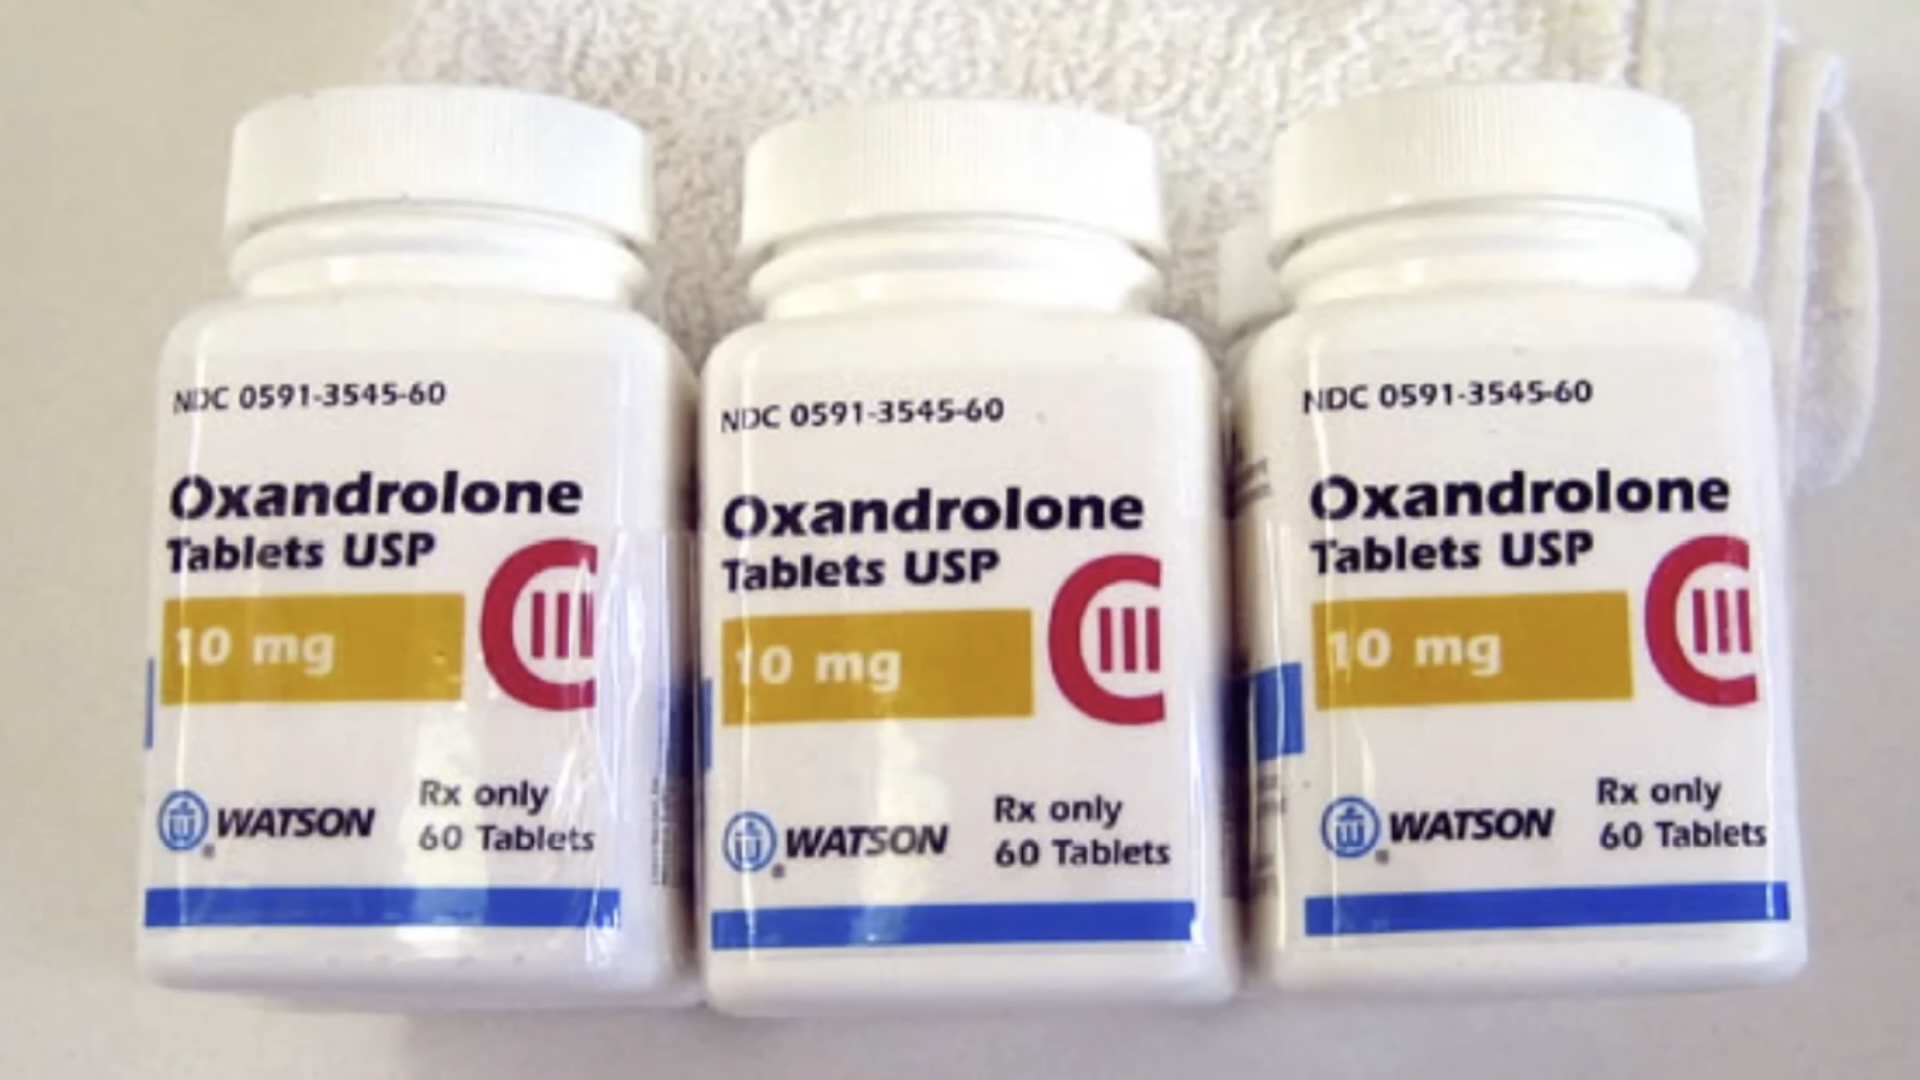 NDC 0591-3545-60
Oxandrolone
Tablets USP
10 mg
CIII
WATSON
Rx only
60 Tablets
NDC 0591-3545-60
Oxandrolone
Tablets USP
10 mg
CIII
WATSON
Rx only
60 Tablets
NDC 0591-3545-60
Oxandrolone
Tablets USP
10 mg
CIII
WATSON
Rx only
60 Tablets